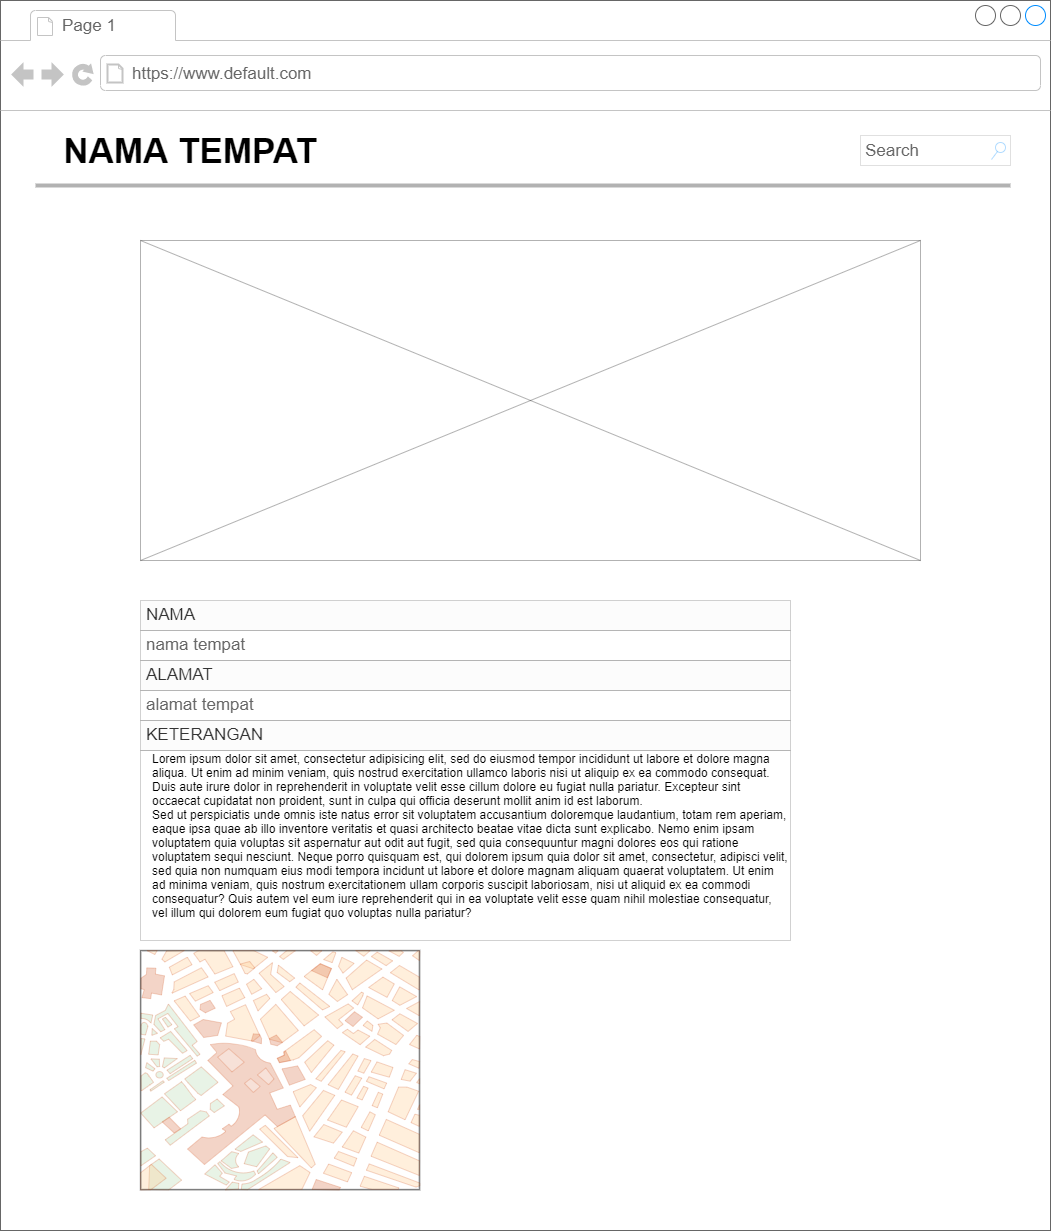 Page 1
https://www.default.com
NAMA TEMPAT
Search
NAMA
nama tempat
ALAMAT
alamat tempat
KETERANGAN
Lorem ipsum dolor sit amet, consectetur adipisicing elit, sed do eiusmod tempor incididunt ut labore et dolore magna
aliqua. Ut enim ad minim veniam, quis nostrud exercitation ullamco laboris nisi ut aliquip ex ea commodo consequat.
Duis aute irure dolor in reprehenderit in voluptate velit esse cillum dolore eu fugiat nulla pariatur. Excepteur sint
occaecat cupidatat non proident, sunt in culpa qui officia deserunt mollit anim id est laborum.
Sed ut perspiciatis unde omnis iste natus error sit voluptatem accusantium doloremque laudantium, totam rem aperiam,
eaque ipsa quae ab illo inventore veritatis et quasi architecto beatae vitae dicta sunt explicabo. Nemo enim ipsam
voluptatem quia voluptas sit aspernatur aut odit aut fugit, sed quia consequuntur magni dolores eos qui ratione
voluptatem sequi nesciunt. Neque porro quisquam est, qui dolorem ipsum quia dolor sit amet, consectetur, adipisci velit,
sed quia non numquam eius modi tempora incidunt ut labore et dolore magnam aliquam quaerat voluptatem. Ut enim
ad minima veniam, quis nostrum exercitationem ullam corporis suscipit laboriosam, nisi ut aliquid ex ea commodi
consequatur? Quis autem vel eum iure reprehenderit qui in ea voluptate velit esse quam nihil molestiae consequatur,
vel illum qui dolorem eum fugiat quo voluptas nulla pariatur?